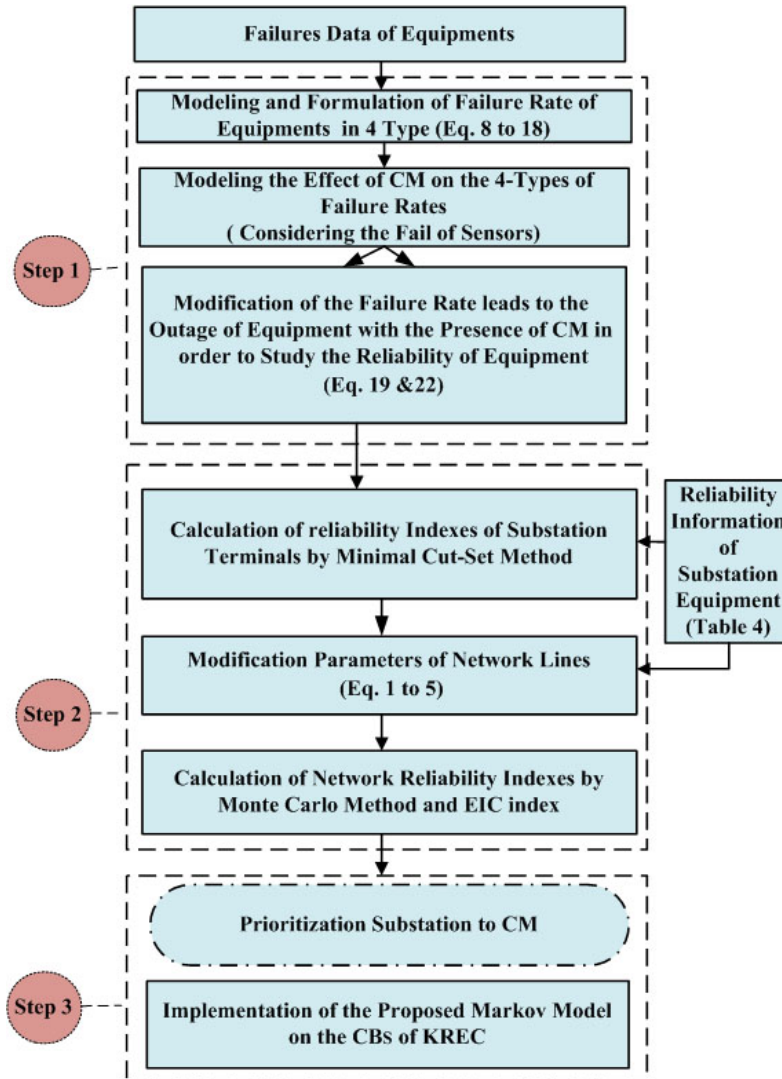 Failures Data of Equipments
Modeling and Formulation of Failure Rate of
Equipments in 4 Type (Eq. 8 to 18)
Modeling the Effect of CM on the 4-Types of
Failure Rates
( Considering the Fail of Sensors)
Step 1
Modification of the Failure Rate leads to the
Outage of Equipment with the Presence of CM in
order to Study the Reliability of Equipment
(Eq. 19 &22)
Calculation of reliability Indexes of Substation
Terminals by Minimal Cut-Set Method
Reliability
Information
of
Substation
Equipment
(Table 4)
Step 2
Modification Parameters of Network Lines
(Eq. 1 to 5)
Calculation of Network Reliability Indexes by
Monte Carlo Method and EIC index
Prioritization Substation to CM
Step 3
Implementation of the Proposed Markov Model
on the CBs of KREC